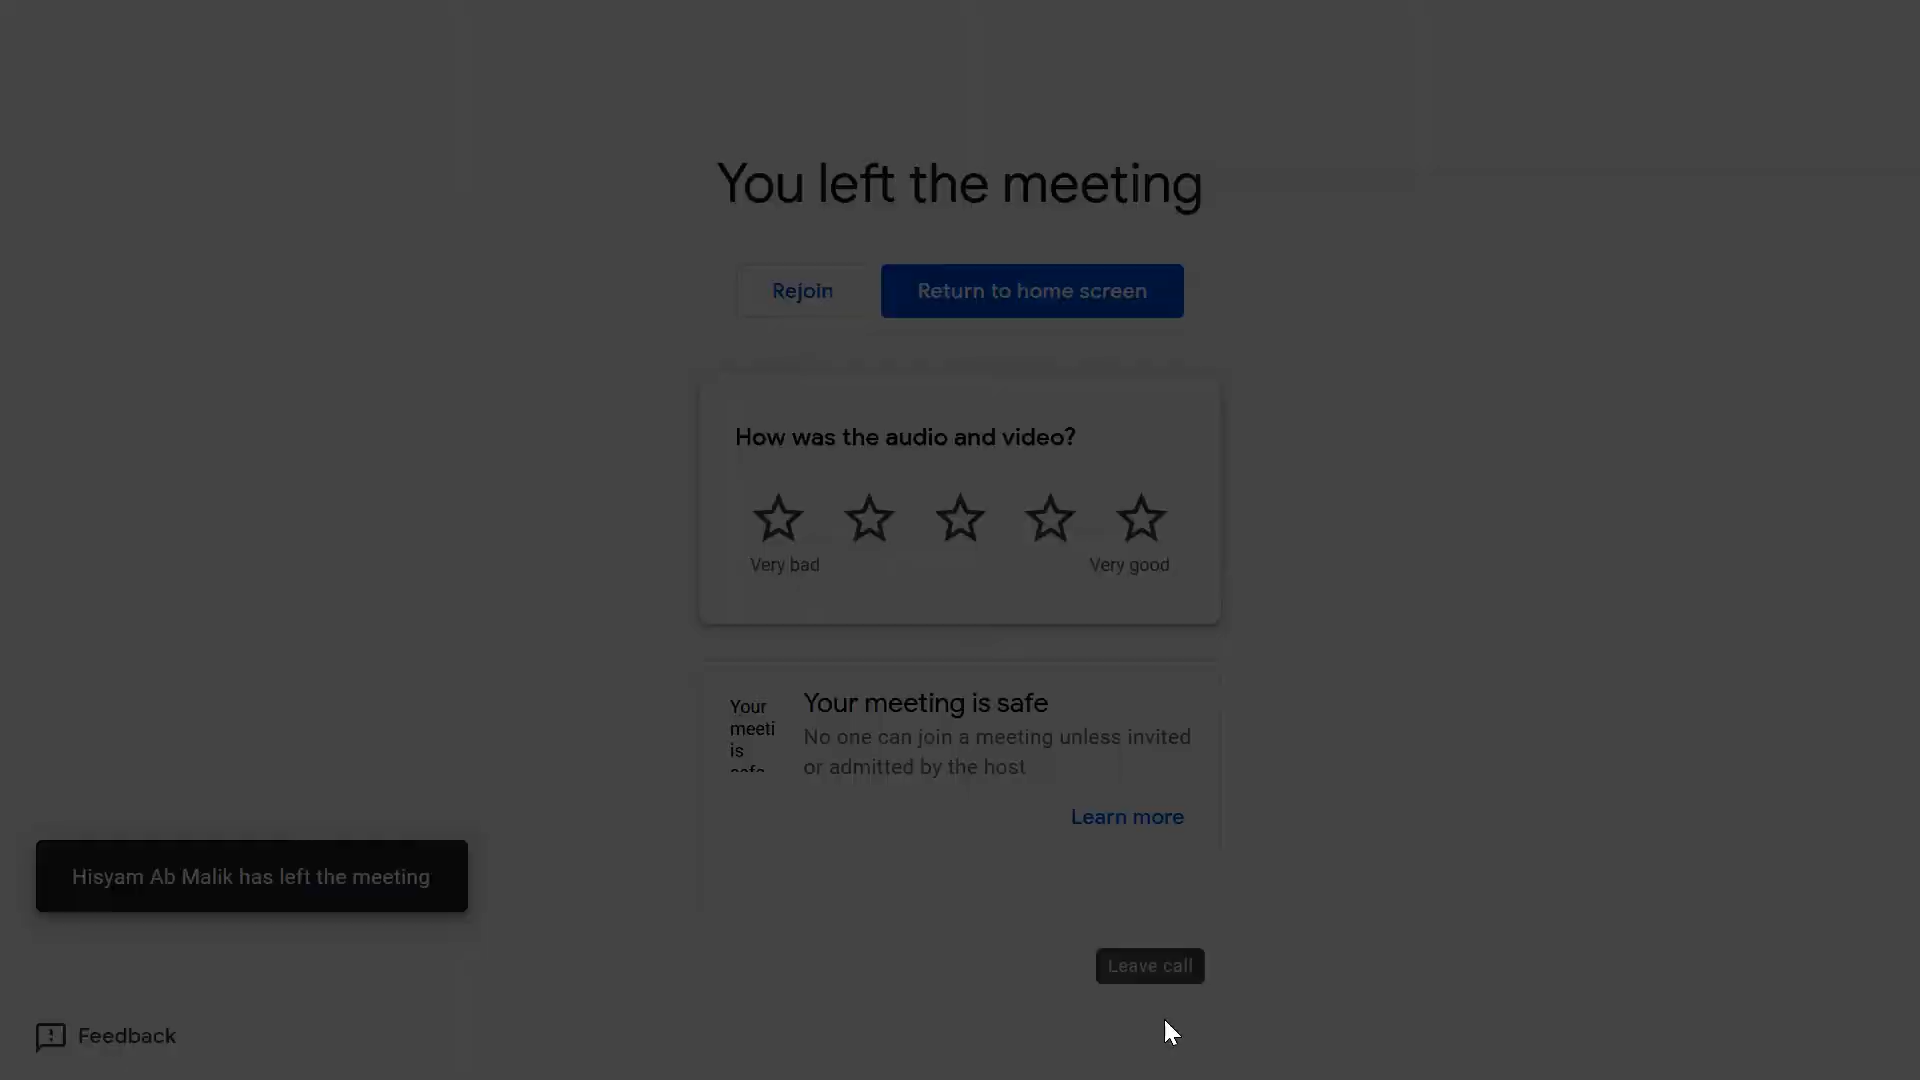 You left the meeting
Rejoin
Return to home screen
How was the audio and video?
Very bad
Very good
Your
meeti
is
safe
Your meeting is safe
No one can join a meeting unless invited
or admitted by the host
Learn more
Hisyam Ab Malik has left the meeting
Leave call
Feedback